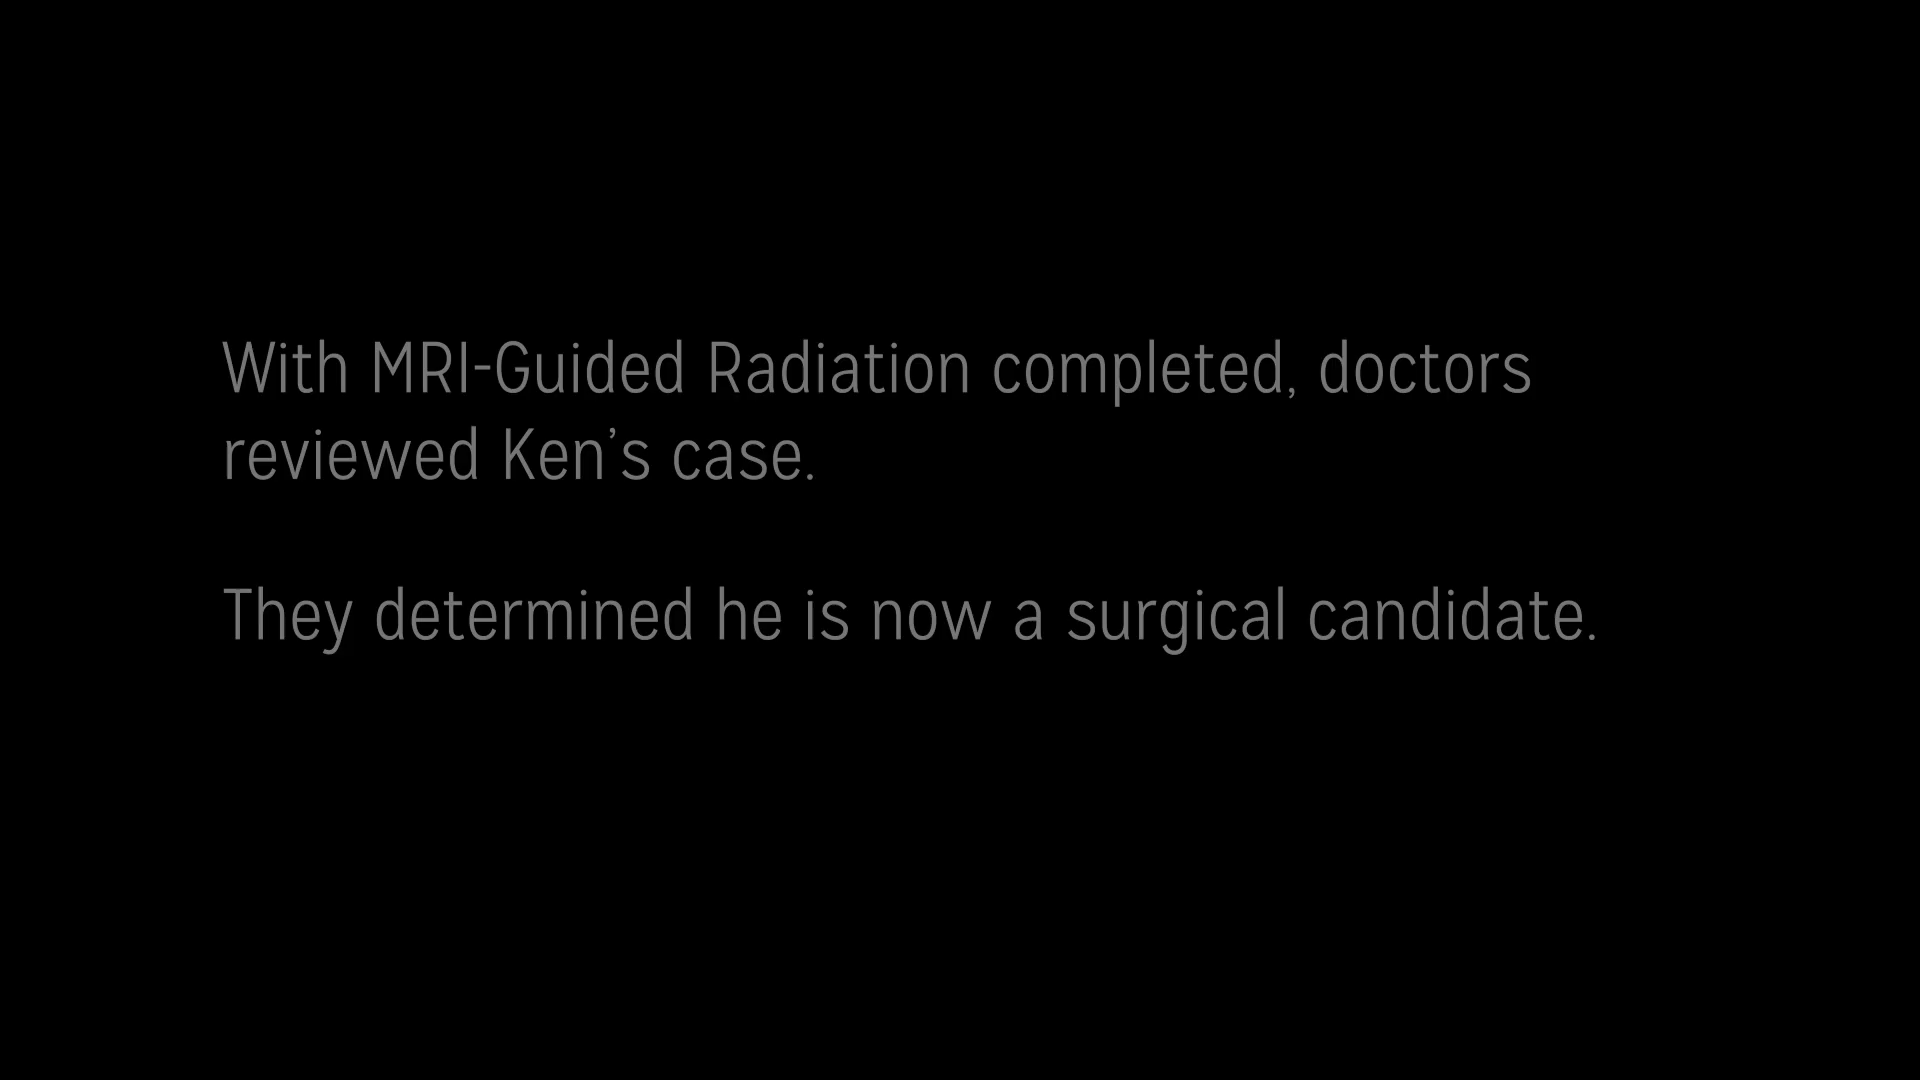 With MRI-Guided Radiation completed, doctors
reviewed Ken’s case.
They determined he is now a surgical candidate.